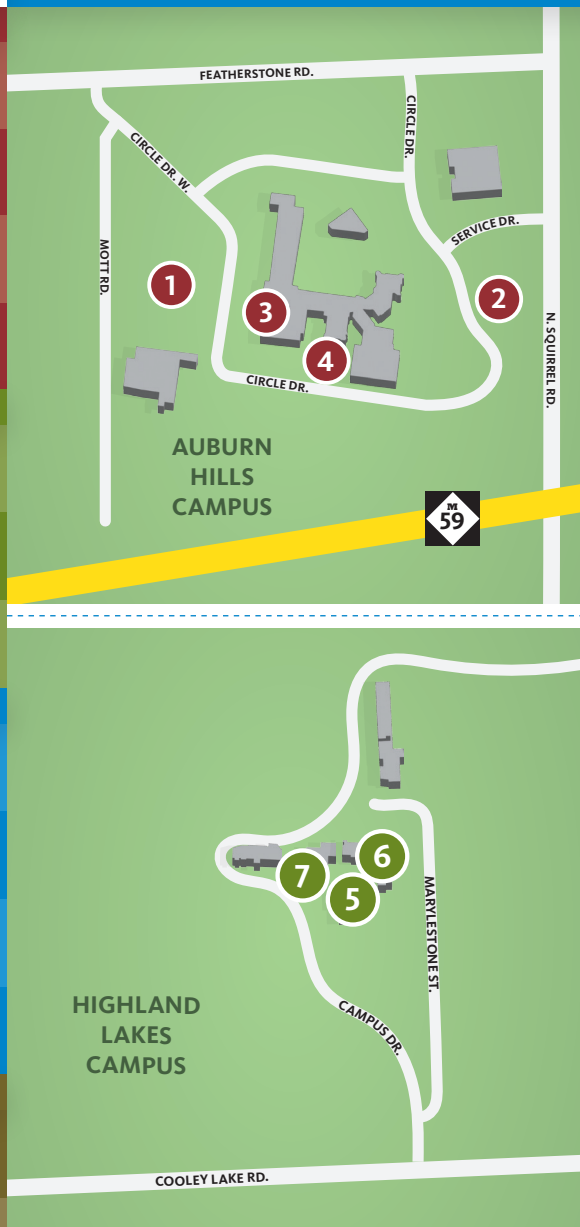 FEATHERSTONE RD.
CIRCLE DR.
CIRCLE DR. W.
SERVICE DR.
MOTT RD.
1
2
3
N. SQUIRREL RD.
4
CIRCLE DR.
AUBURN
HILLS
CAMPUS
M
59
6
7
5
MARYLESTONE ST.
HIGHLAND
LAKES
CAMPUS
CAMPUS DR.
COOLEY LAKE RD.